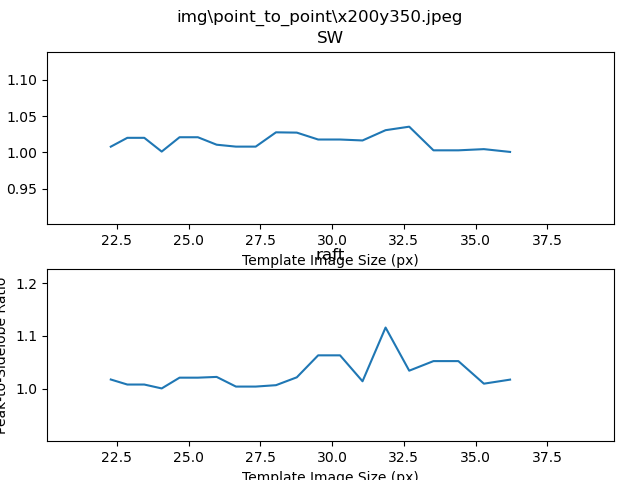 img\point_to_point\x200y350.jpeg
SW
1.10
1.05
1.00
0.95
22.5 25.0 27.5 30.0 32.5 35.0 37.5
Template Image Size (px)
raft
1.2
1.1
1.0
Peak-to-Sidelobe Ratio
22.5 25.0 27.5 30.0 32.5 35.0 37.5
Template Image Size (px)